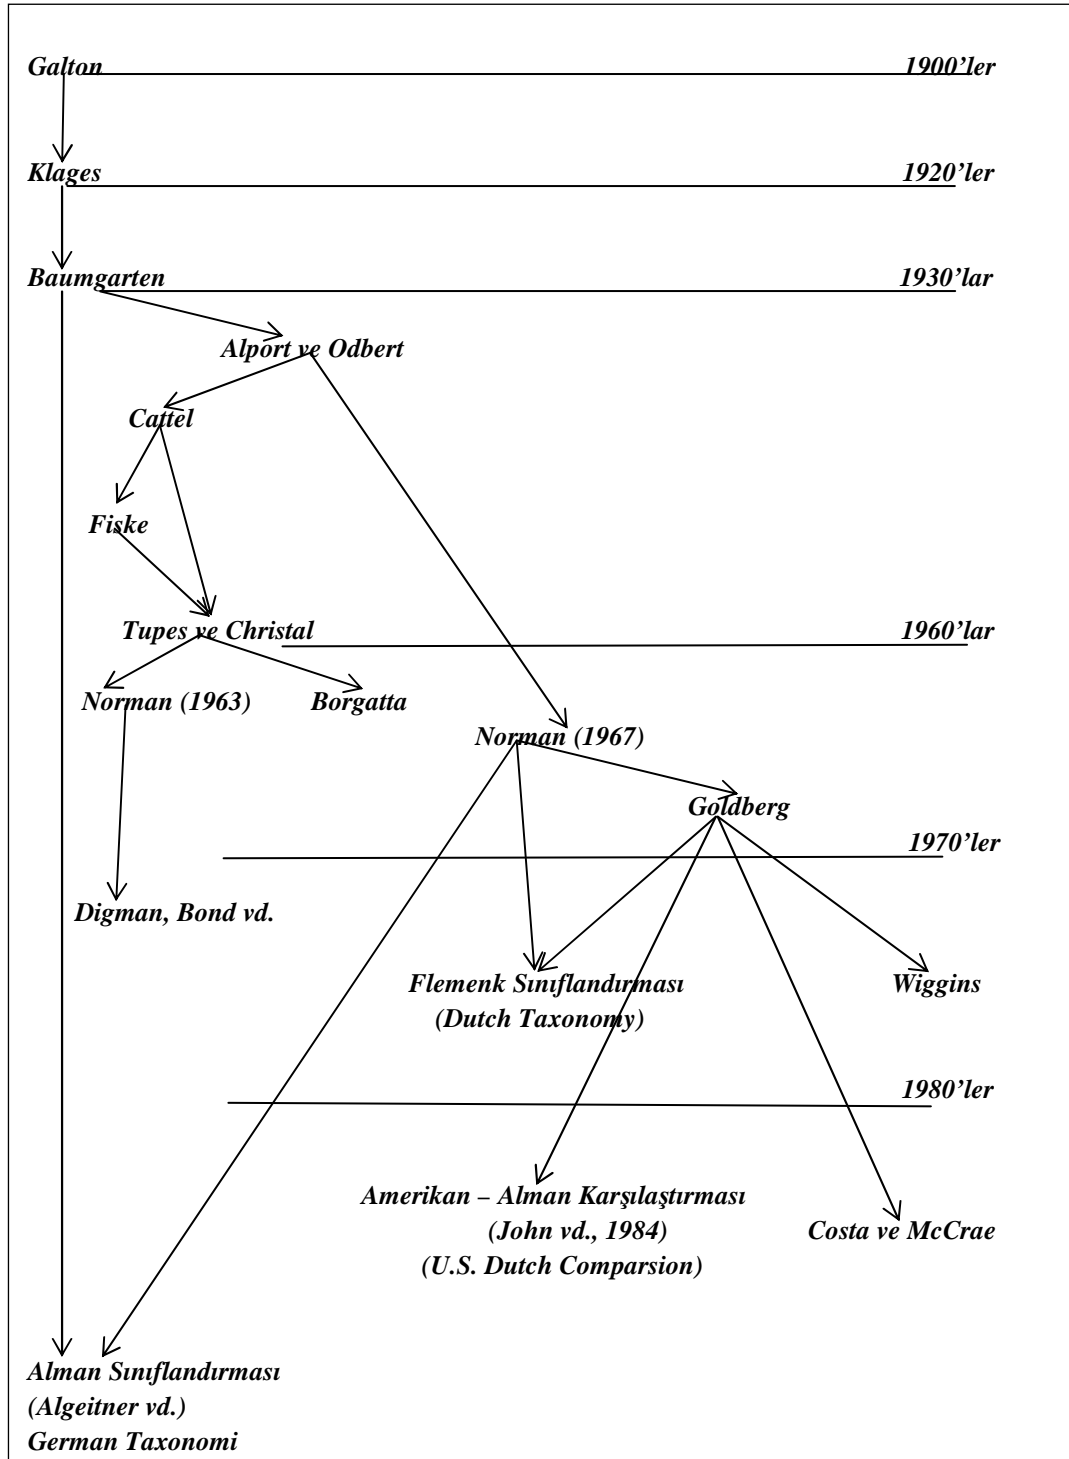 Galton
1900’ler
Klages
1920’ler
Baumgarten
1930’lar
Alport ve Odbert
Cattel
Fiske
Tupes ve Christal
1960’lar
Norman (1963)
Borgatta
Norman (1967)
Goldberg
1970’ler
Digman, Bond vd.
Flemenk Sınıflandırması
(Dutch Taxonomy)
Wiggins
1980’ler
Amerikan – Alman Karşılaştırması
(John vd., 1984)
(U.S. Dutch Comparsion)
Costa ve McCrae
Alman Sınıflandırması
(Algeitner vd.)
German Taxonomi